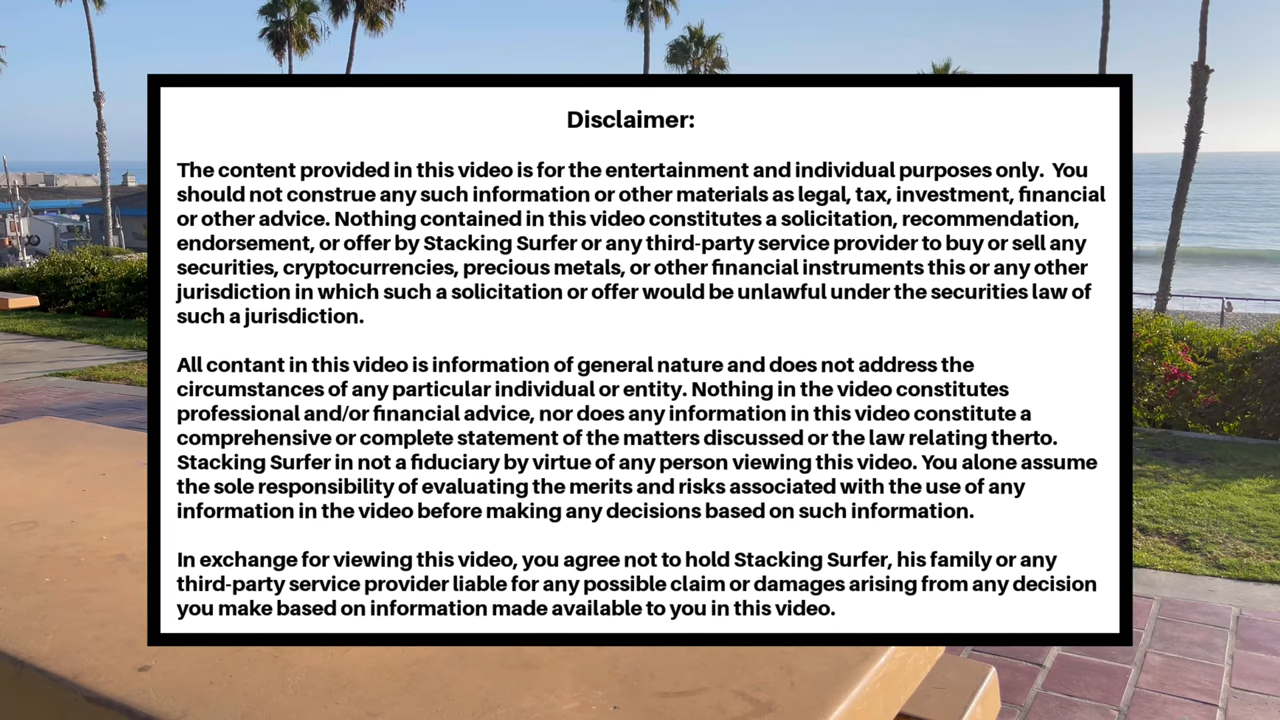 Disclaimer:
The content provided in this video is for the entertainment and individual purposes only.  You
should not construe any such information or other materials as legal, tax, investment, financial
or other advice. Nothing contained in this video constitutes a solicitation, recommendation,
endorsement, or offer by Stacking Surfer or any third-party service provider to buy or sell any
securities, cryptocurrencies, precious metals, or other financial instruments this or any other
jurisdiction in which such a solicitation or offer would be unlawful under the securities law of
such a jurisdiction.
All contant in this video is information of general nature and does not address the
circumstances of any particular individual or entity. Nothing in the video constitutes
professional and/or financial advice, nor does any information in this video constitute a
comprehensive or complete statement of the matters discussed or the law relating therto.
Stacking Surfer in not a fiduciary by virtue of any person viewing this video. You alone assume
the sole responsibility of evaluating the merits and risks associated with the use of any
information in the video before making any decisions based on such information.
In exchange for viewing this video, you agree not to hold Stacking Surfer, his family or any
third-party service provider liable for any possible claim or damages arising from any decision
you make based on information made available to you in this video.